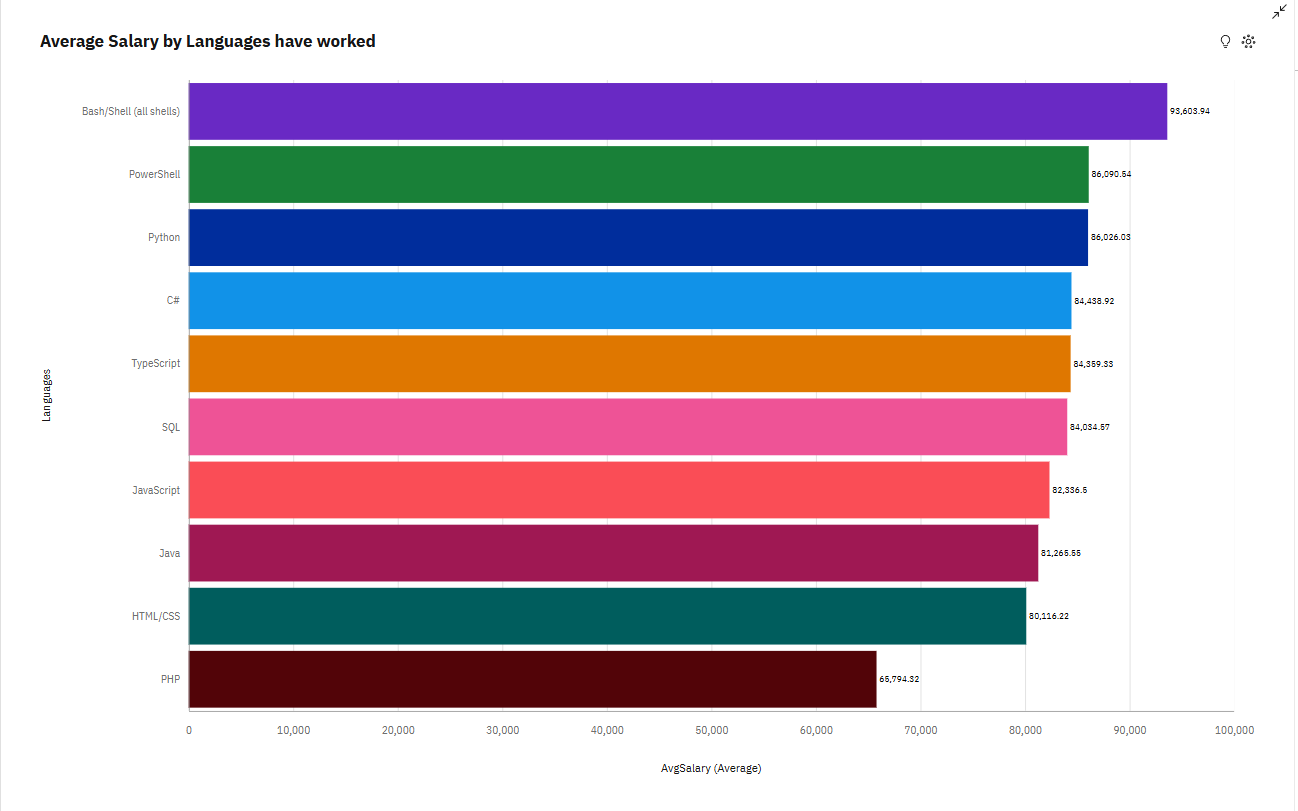 Average Salary by Languages have worked
Bash/Shell (all shells)
93,603.94
PowerShell
86,090.64
Python
86,026.03
C#
84,438.92
TypeScript
84,359.33
SQL
84,034.57
JavaScript
82,336.5
Java
81,265.55
HTML/CSS
80,116.22
PHP
65,794.32
Languages
0 10,000 20,000 30,000 40,000 50,000 60,000 70,000 80,000 90,000 100,000
AvgSalary (Average)